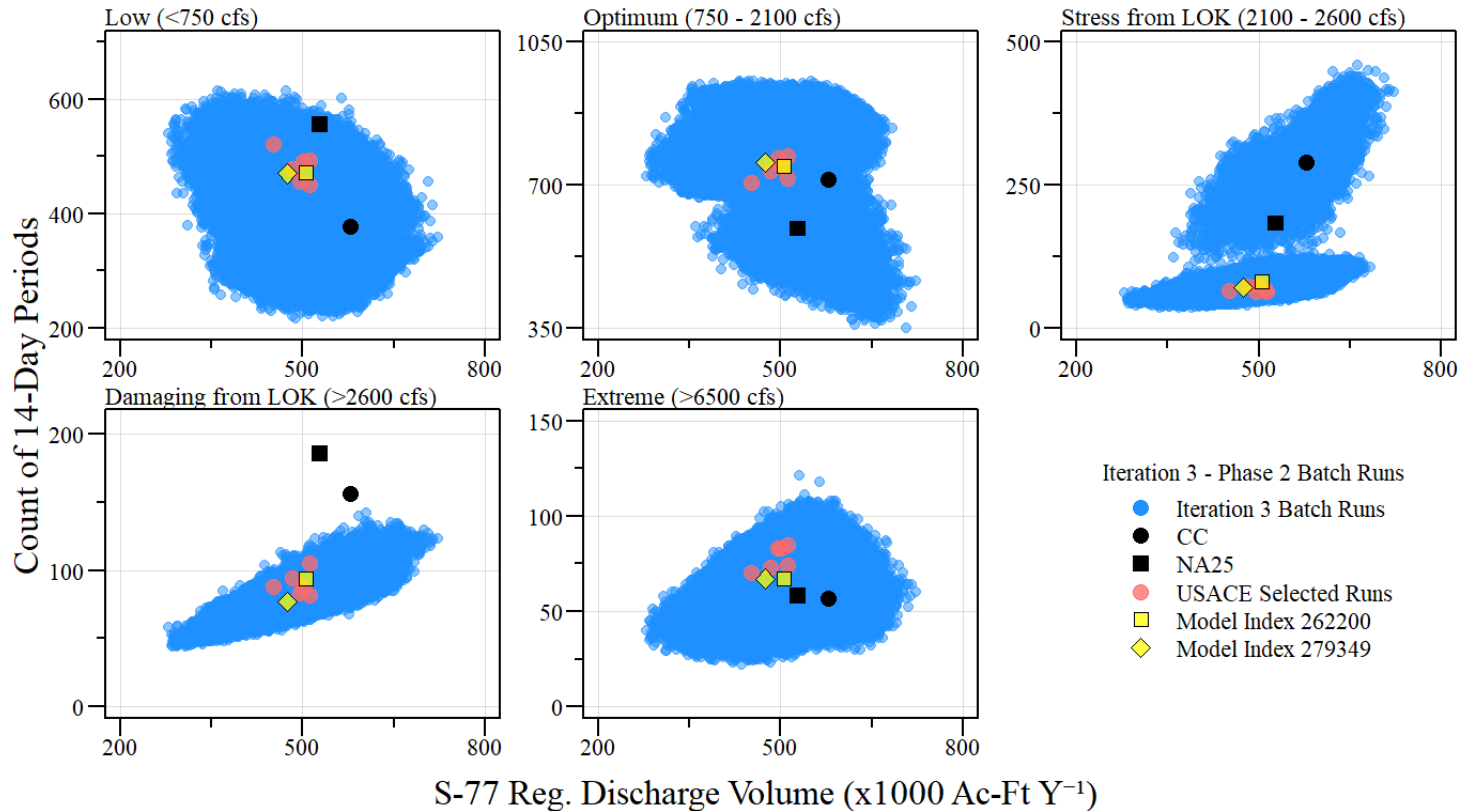 Low (<750 cfs)
Optimum (750 - 2100 cfs)
Stress from LOK (2100 - 2600 cfs)
600
400
200
200
500
800
1050
700
350
200
500
800
500
250
0
200
500
800
Count of 14-Day Periods
Damaging from LOK (>2600 cfs)
Extreme (>6500 cfs)
200
100
0
200
500
800
150
100
50
0
200
500
800
Iteration 3 - Phase 2 Batch Runs
Iteration 3 Batch Runs
CC
NA25
USACE Selected Runs
Model Index 262200
Model Index 279349
S-77 Reg. Discharge Volume (x1000 Ac-Ft Y⁻¹)